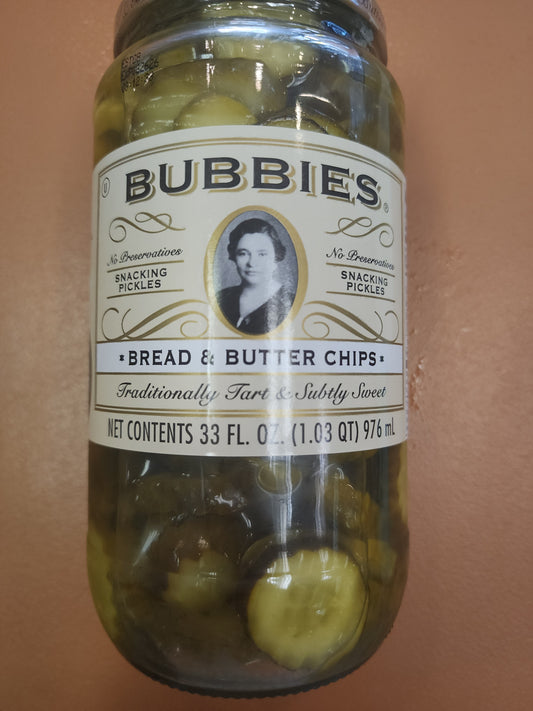 BUBBIES®
No Preservatives
SNACKING
PICKLES
No Preservatives
SNACKING
PICKLES
BREAD & BUTTER CHIPS
Traditionally Tart & Subtly Sweet
NET CONTENTS 33 FL. OZ. (1.03 QT) 976 mL